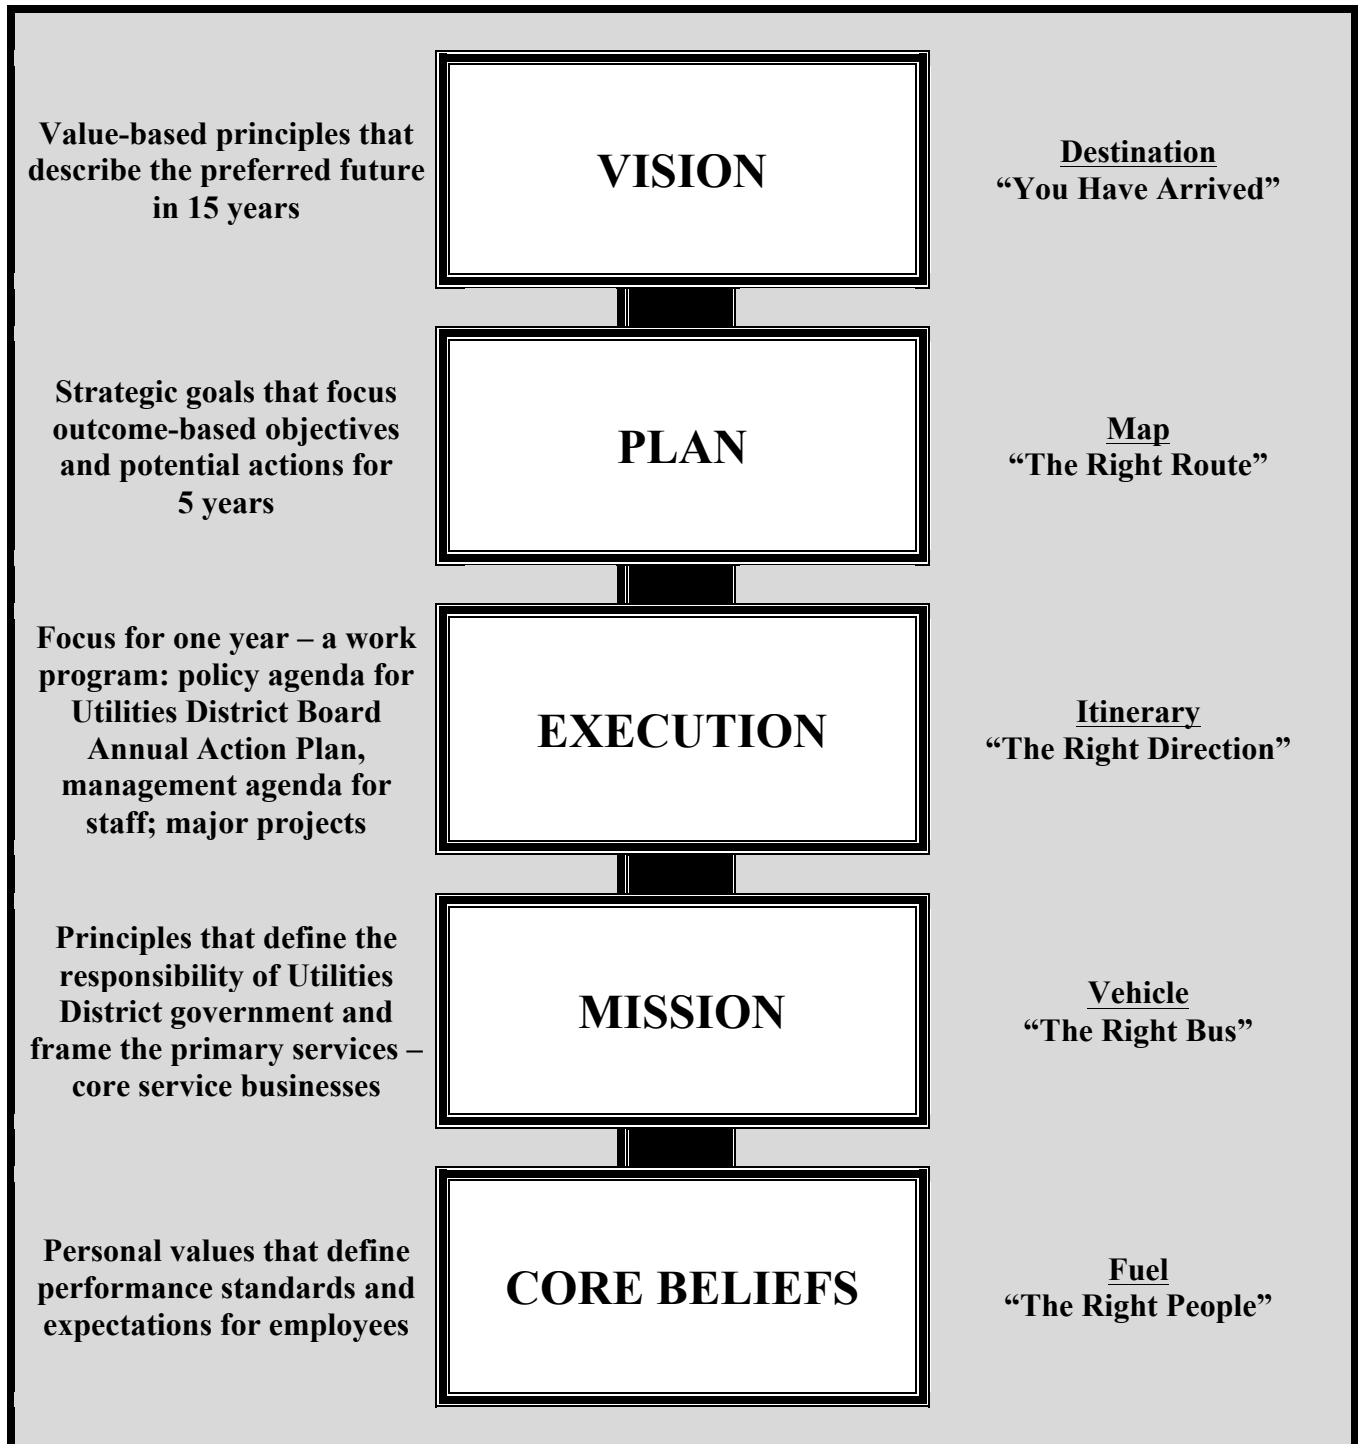 Value-based principles that
describe the preferred future
in 15 years
VISION
Destination
“You Have Arrived”
Strategic goals that focus
outcome-based objectives
and potential actions for
5 years
PLAN
Map
“The Right Route”
Focus for one year – a work
program: policy agenda for
Utilities District Board
Annual Action Plan,
management agenda for
staff; major projects
EXECUTION
Itinerary
“The Right Direction”
Principles that define the
responsibility of Utilities
District government and
frame the primary services –
core service businesses
MISSION
Vehicle
“The Right Bus”
Personal values that define
performance standards and
expectations for employees
CORE BELIEFS
Fuel
“The Right People”